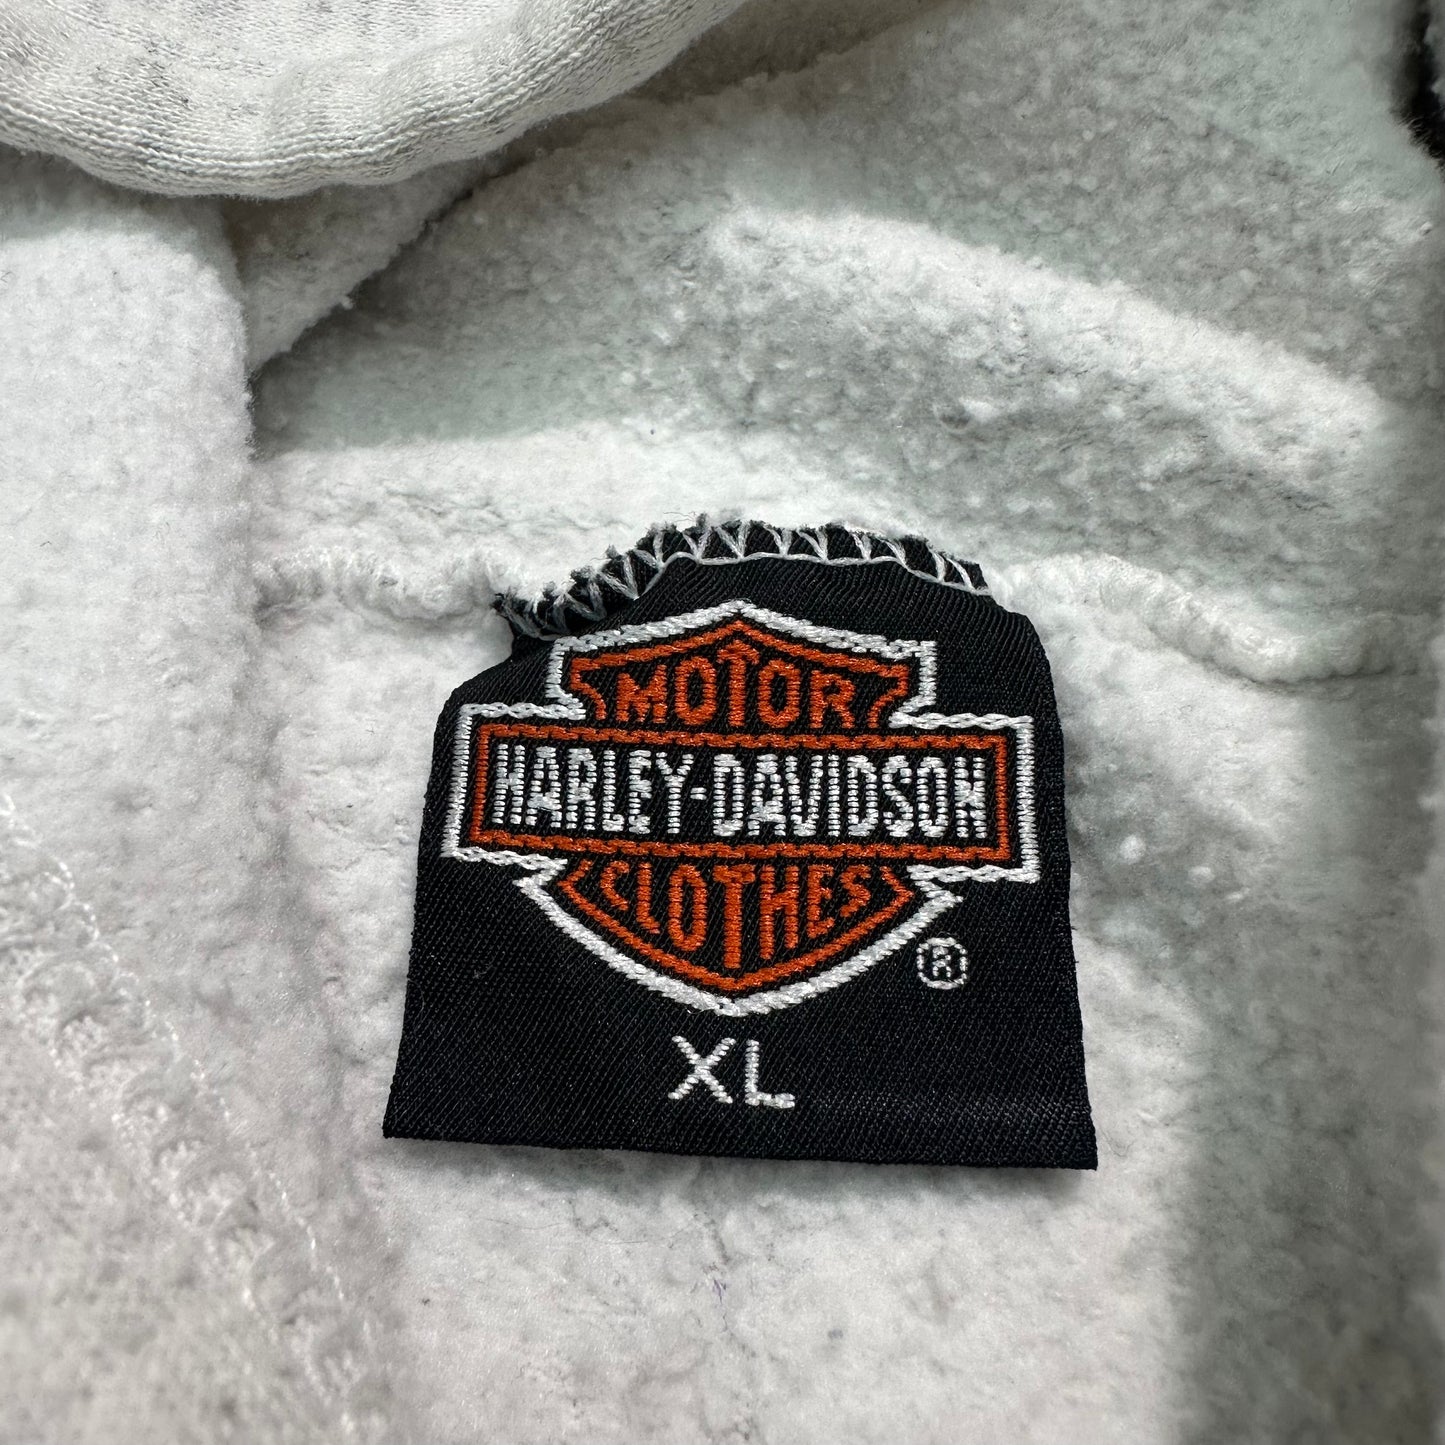 MOTOR
HARLEY-DAVIDSON
CLOTHES
®
XL